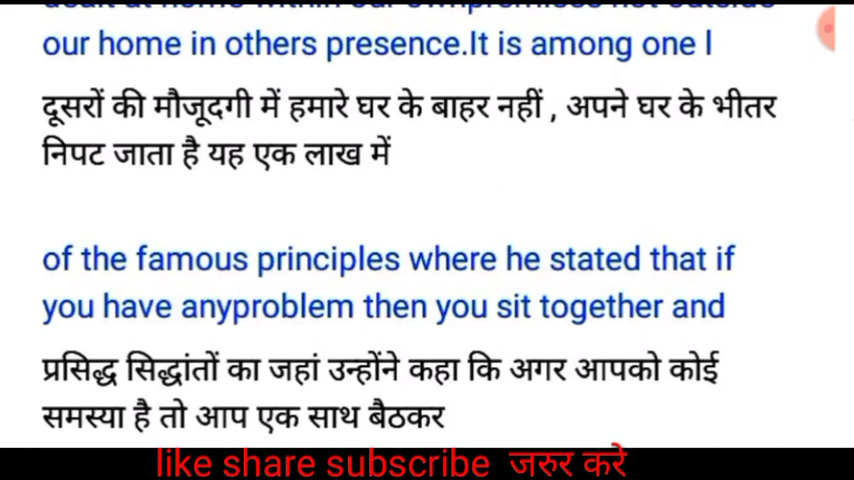 our home in others presence.It is among one l
दूसरों की मौजूदगी में हमारे घर के बाहर नहीं , अपने घर के भीतर
निपट जाता है यह एक लाख में
of the famous principles where he stated that if
you have anyproblem then you sit together and
प्रसिद्ध सिद्धांतों का जहां उन्होंने कहा कि अगर आपको कोई
समस्या है तो आप एक साथ बैठकर
like share subscribe जरुर करे